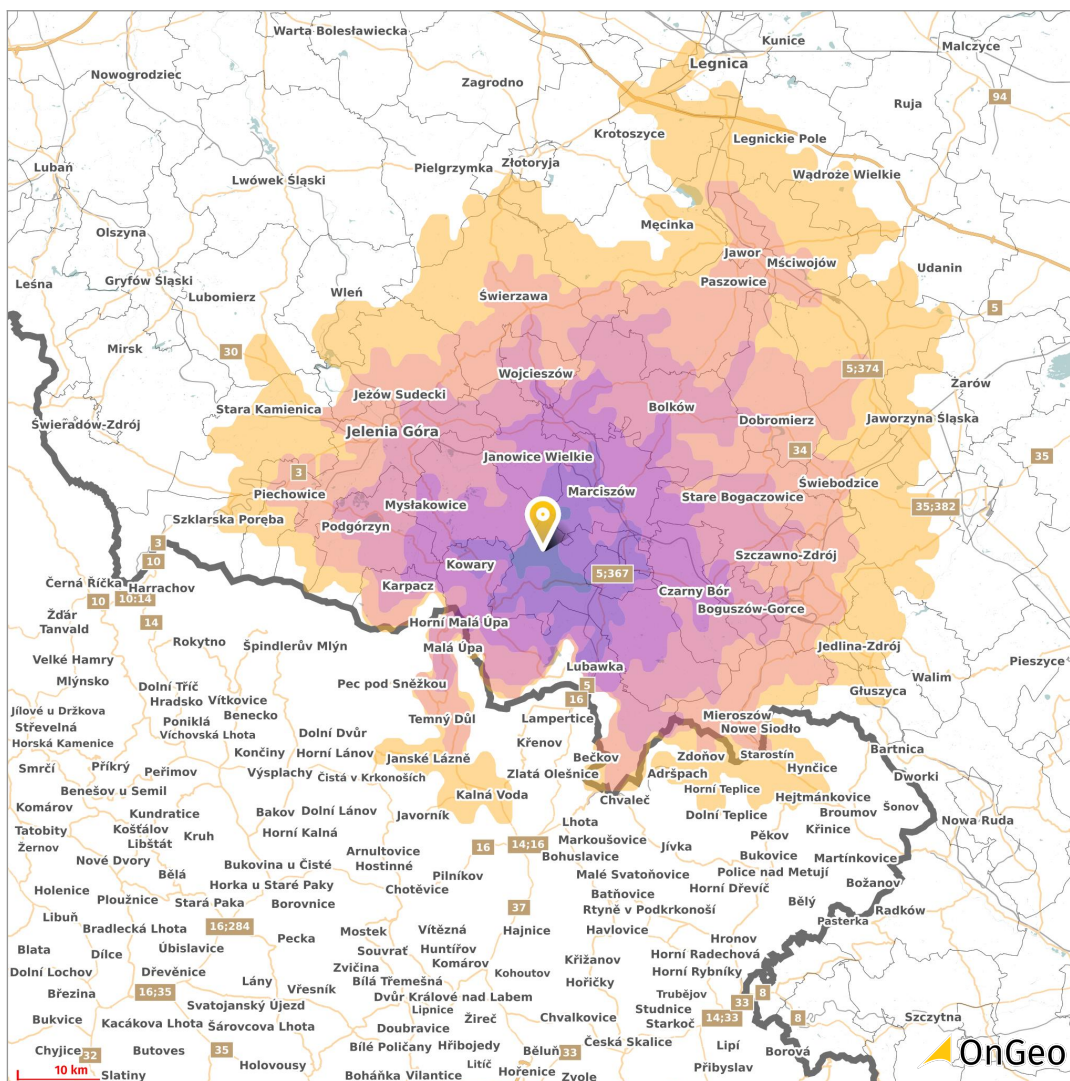 Warta Bolesławiecka
Kunice
Malczyce
Legnica
Nowogrodziec
Zagrodno
94
Ruja
Krotoszyce
Legnickie Pole
Lubań
Pielgrzymka
Złotoryja
Lwówek Śląski
Wądroże Wielkie
Olszyna
Męcinka
Jawor
Mściwojów
Udanin
Leśna
Gryfów Śląski
Paszowice
Lubomierz
Wleń
Świerzawa
5
Mirsk
30
Wojcieszów
5;374
Żarów
Jeżów Sudecki
Stara Kamienica
Bolków
Dobromierz
Jaworzyna Śląska
Świeradów-Zdrój
Jelenia Góra
Janowice Wielkie
34
35
3
Marciszów
Świebodzice
Piechowice
Mysłakowice
Stare Bogaczowice
35;382
Szklarska Poręba
Podgórzyn
3
10
Szczawno-Zdrój
Kowary
5;367
Černá Říčka
Harrachov
Karpacz
Czarny Bór
10
10;14
Boguszów-Gorce
Žďár
14
Horní Malá Úpa
Tanvald
Rokytno
Špindlerův Mlýn
Malá Úpa
Jedlina-Zdrój
Velké Hamry
Lubawka
Pieszyce
Mlýnsko
Dolní Tříč
Pec pod Sněžkou
5
Walim
Hradsko
Vítkovice
16
Głuszyca
Jílové u Držkova
Benecko
Temný Důl
Lampertice
Mieroszów
Střevelná
Poniklá
Nowe Siodło
Víchovská Lhota
Dolní Dvůr
Křenov
Horská Kamenice
Končiny
Horní Lánov
Janské Lázně
Bečkov
Zdoňov
Starostín
Bartnica
Smrčí
Příkrý
Peřimov
Výsplachy
Čistá v Krkonoších
Zlatá Olešnice
Adršpach
Hynčice
Dworki
Benešov u Semil
Kalná Voda
Chvaleč
Horní Teplice
Hejtmánkovice
Komárov
Kundratice
Bakov
Dolní Lánov
Javorník
Dolní Teplice
Broumov
Šonov
Tatobity
Košťálov
Horní Kalná
Lhota
Křinice
Nowa Ruda
Žernov
Libštát
Kruh
16
14;16
Markoušovice
Jívka
Pěkov
Nové Dvory
Arnultovice
Bohuslavice
Bukovice
Martínkovice
Bělá
Bukovina u Čisté
Hostinné
Pilníkov
Malé Svatoňovice
Police nad Metují
Holenice
Horka u Staré Paky
Chotěvice
Batňovice
Horní Dřevíč
Božanov
Ploužnice
Stará Paka
Borovnice
37
Rtyně v Podkrkonoší
Bělý
Radków
Libuň
Bradlecká Lhota
16;284
Mostek
Vítězná
Hajnice
Havlovice
Pasterka
Blata
Úbislavice
Pecka
Souvrať
Huntířov
Hronov
Dílce
Zvičina
Komárov
Křižanov
Horní Radechová
Dolní Lochov
Dřevěnice
Lány
Bílá Třemešná
Kohoutov
Hořičky
Horní Rybníky
Březina
16;35
Vřesník
Dvůr Králové nad Labem
Trubějov
8
Svatojanský Újezd
Lipnice
33
Bukvice
Kacákova Lhota
Šárovcova Lhota
Doubravice
Žireč
Chvalkovice
Studnice
14;33
8
Szczytna
Starkoč
Chyjice
32
Butoves
35
Bílé Poličany
Hřibojedy
Běluň
33
Česká Skalice
Lipí
Borová
10 km
Slatiny
Holovousy
Boháňka
Vilantice
Litíč
Hořenice
Zvole
Přibyslav
OnGeo